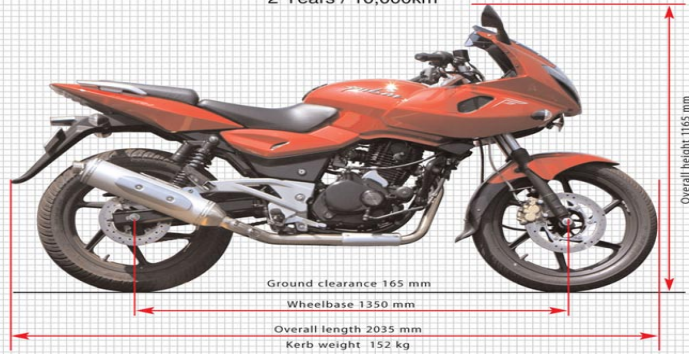 Overall height 1165 mm
Ground clearance 165 mm
Wheelbase 1350 mm
Overall length 2035 mm
Kerb weight 152 kg